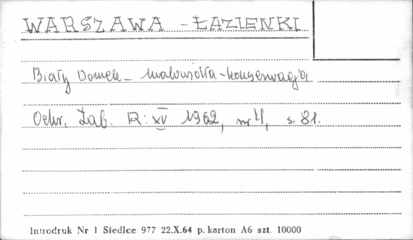 WARSZAWA - ŁAZIENKI
Biały Domek - malowidła - konserwacja
Ochr. Zab. R: XV 1962, nr 4, s. 81.
Introdruk Nr 1 Siedlce 977 22.X.64 p. karton A6 szt. 10000